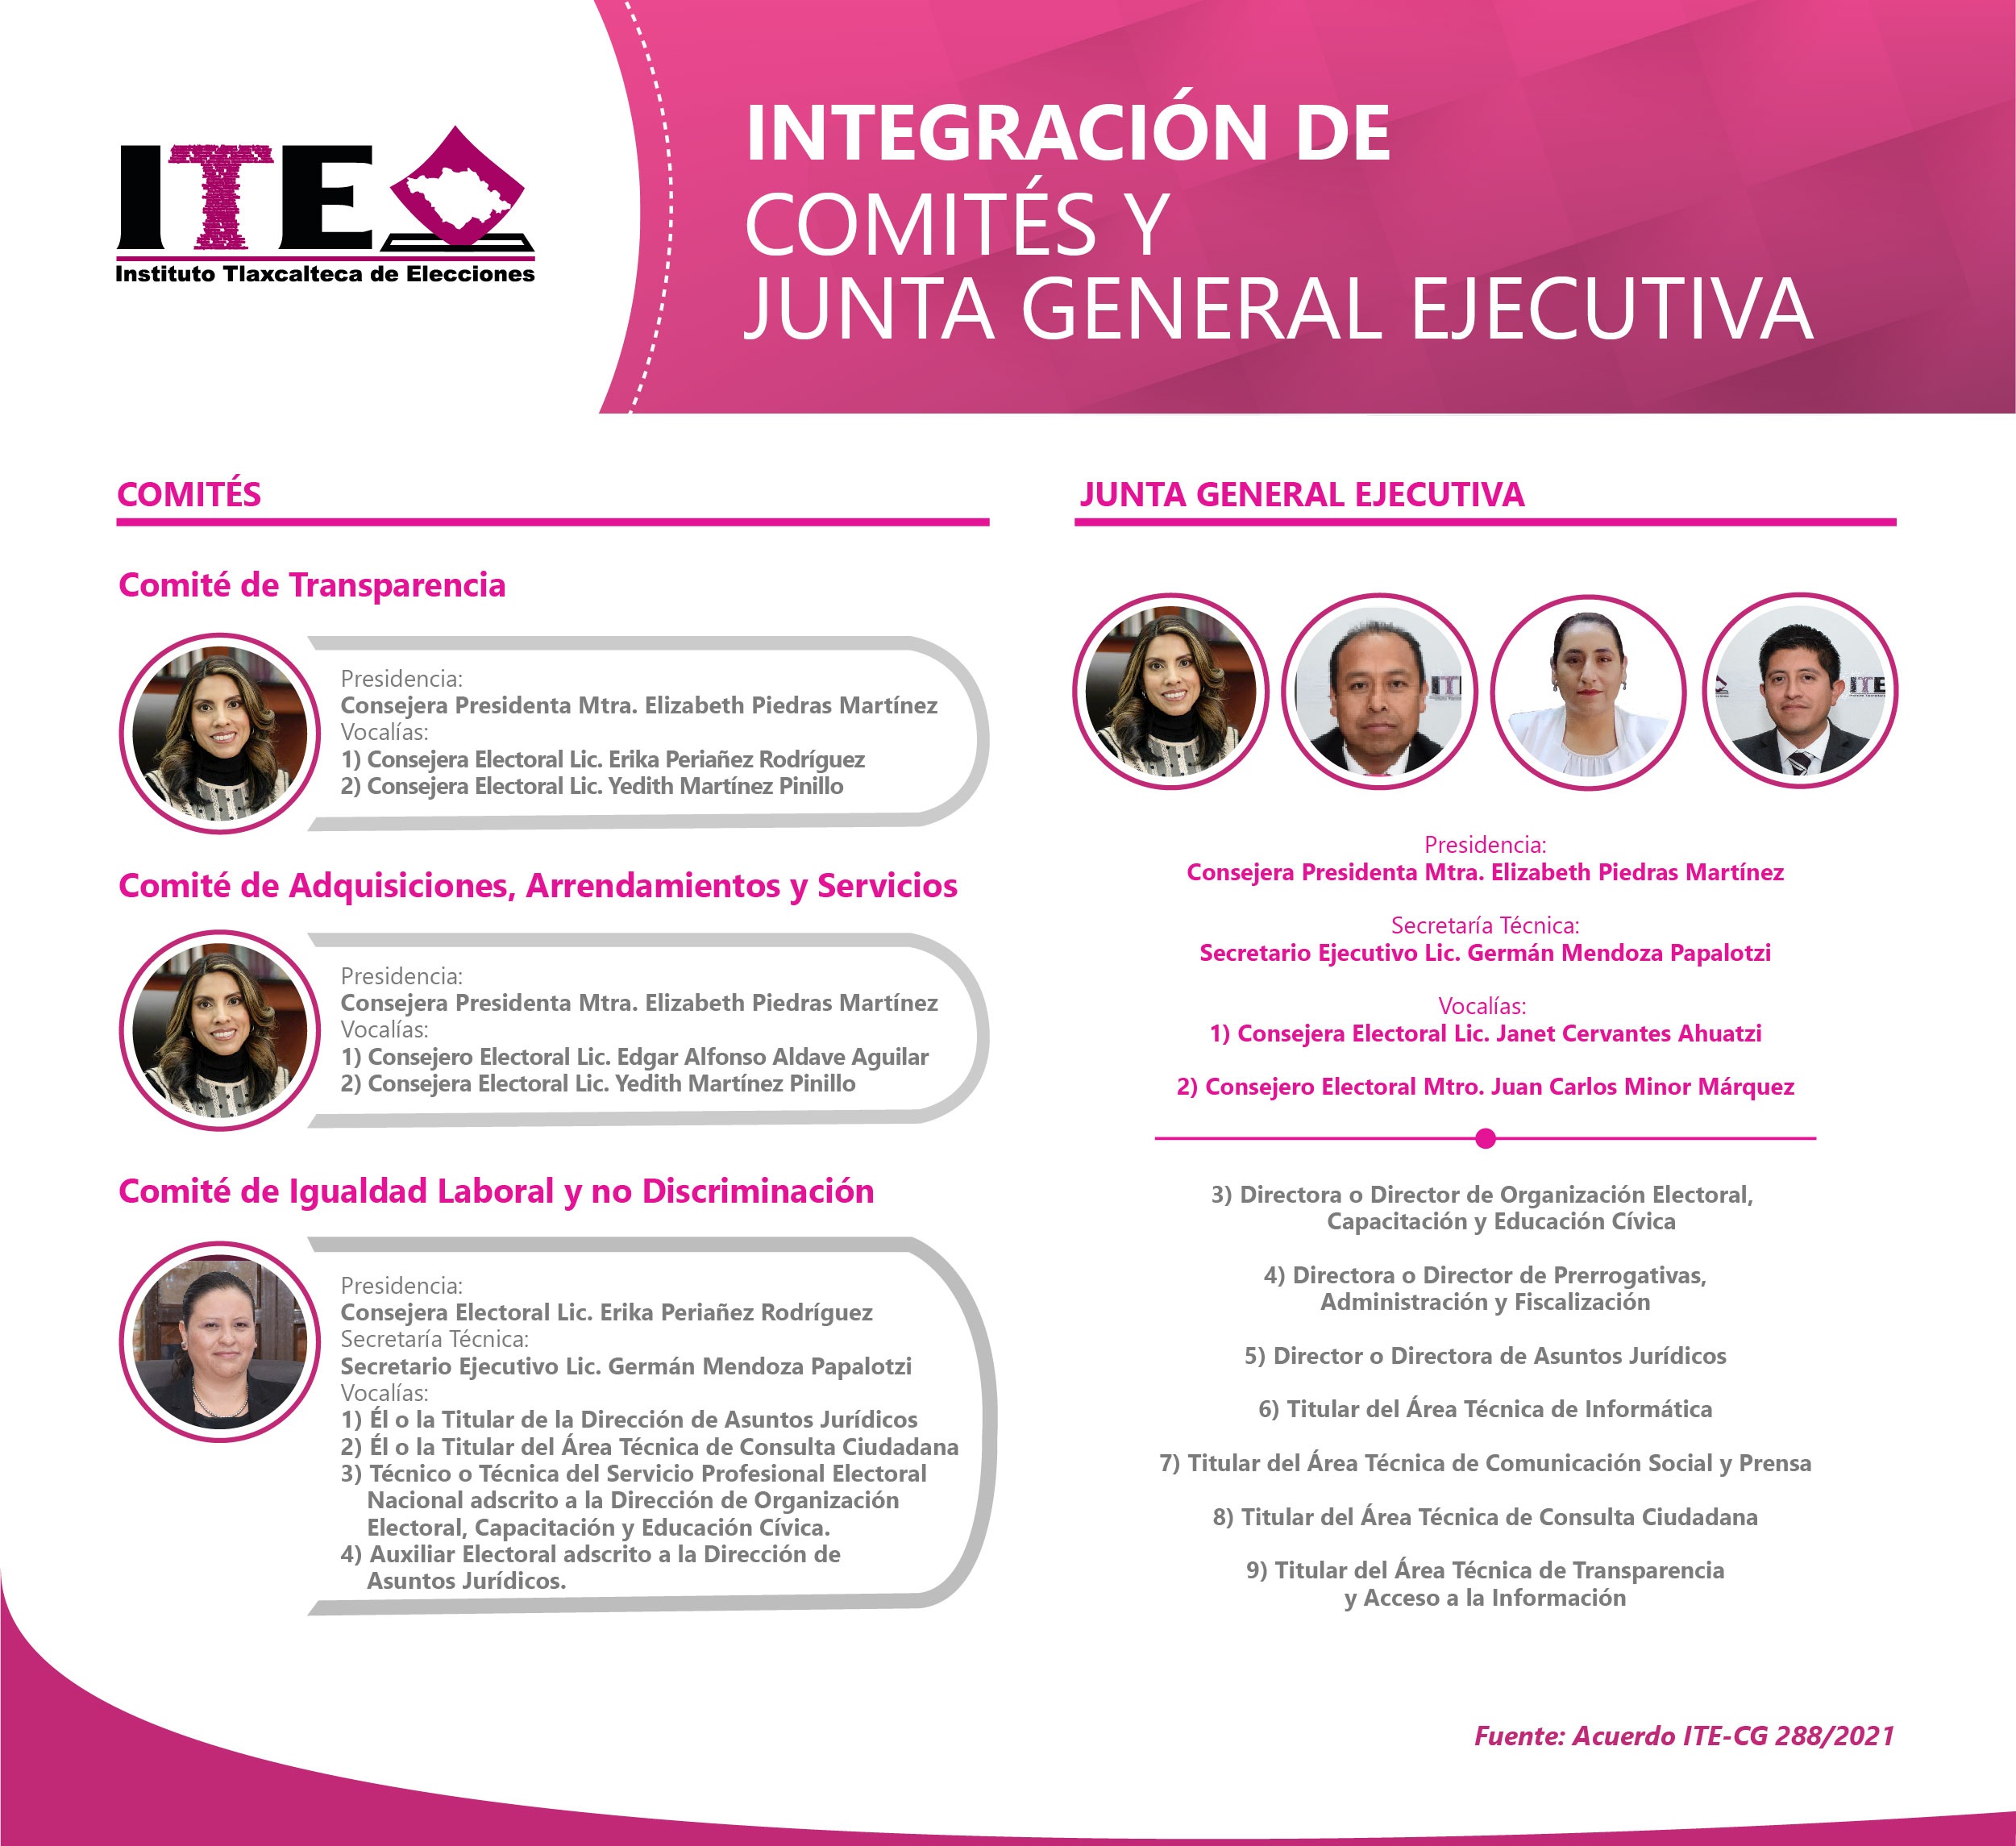 ITE
Instituto Tlaxcalteca de Elecciones
INTEGRACIÓN DE
COMITÉS Y
JUNTA GENERAL EJECUTIVA
COMITÉS
Comité de Transparencia
Presidencia:
Consejera Presidenta Mtra. Elizabeth Piedras Martínez
Vocalías:
1) Consejera Electoral Lic. Erika Periañez Rodríguez
2) Consejera Electoral Lic. Yedith Martínez Pinillo
Comité de Adquisiciones, Arrendamientos y Servicios
Presidencia:
Consejera Presidenta Mtra. Elizabeth Piedras Martínez
Vocalías:
1) Consejero Electoral Lic. Edgar Alfonso Aldave Aguilar
2) Consejera Electoral Lic. Yedith Martínez Pinillo
Comité de Igualdad Laboral y no Discriminación
Presidencia:
Consejera Electoral Lic. Erika Periañez Rodríguez
Secretaría Técnica:
Secretario Ejecutivo Lic. Germán Mendoza Papalotzi
Vocalías:
1) Él o la Titular de la Dirección de Asuntos Jurídicos
2) Él o la Titular del Área Técnica de Consulta Ciudadana
3) Técnico o Técnica del Servicio Profesional Electoral
Nacional adscrito a la Dirección de Organización
Electoral, Capacitación y Educación Cívica.
4) Auxiliar Electoral adscrito a la Dirección de
Asuntos Jurídicos.
JUNTA GENERAL EJECUTIVA
ITE
Presidencia:
Consejera Presidenta Mtra. Elizabeth Piedras Martínez
Secretaría Técnica:
Secretario Ejecutivo Lic. Germán Mendoza Papalotzi
Vocalías:
1) Consejera Electoral Lic. Janet Cervantes Ahuatzi
2) Consejero Electoral Mtro. Juan Carlos Minor Márquez
3) Directora o Director de Organización Electoral,
Capacitación y Educación Cívica
4) Directora o Director de Prerrogativas,
Administración y Fiscalización
5) Director o Directora de Asuntos Jurídicos
6) Titular del Área Técnica de Informática
7) Titular del Área Técnica de Comunicación Social y Prensa
8) Titular del Área Técnica de Consulta Ciudadana
9) Titular del Área Técnica de Transparencia
y Acceso a la Información
Fuente: Acuerdo ITE-CG 288/2021